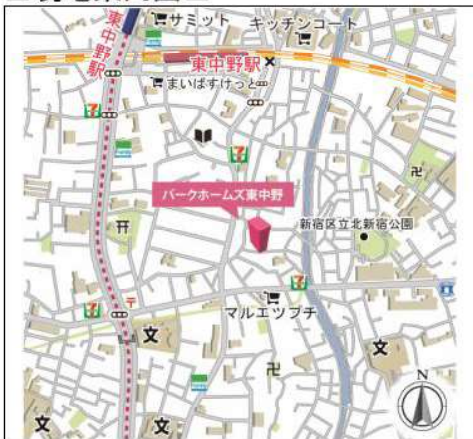 サミット
キッチンコート
東中野駅
東中野駅
まいばすけっと
パークホームズ東中野
新宿区立北新宿公園
マルエツプチ
文
文
文
文
N